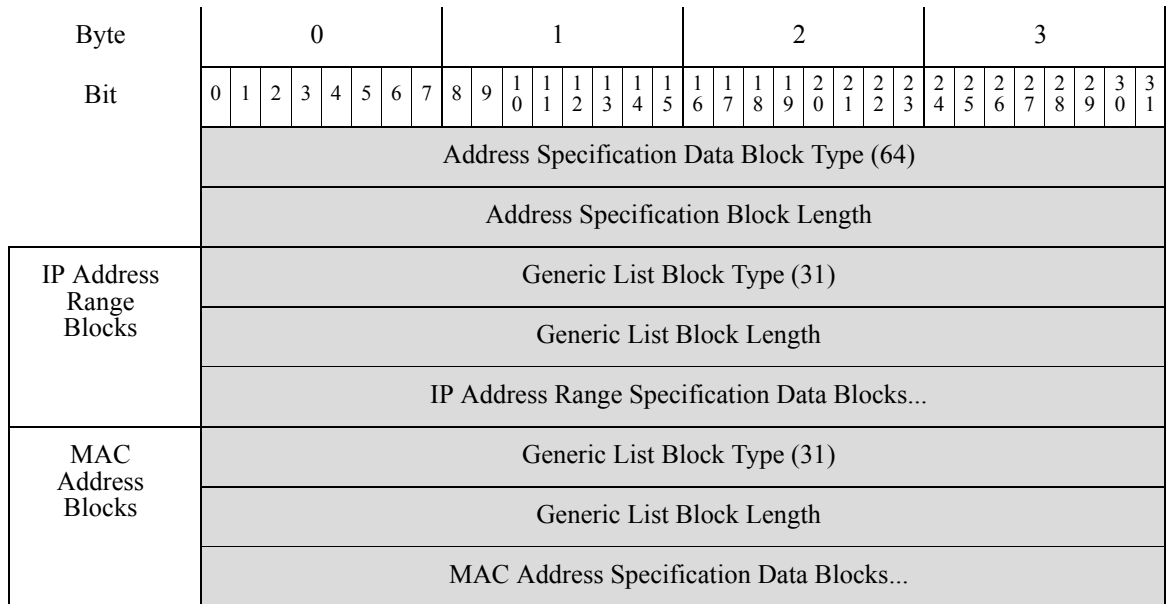 Byte 0 1 2 3
Bit 0 1 2 3 4 5 6 7 8 9 10 11 12 13 14 15 16 17 18 19 20 21 22 23 24 25 26 27 28 29 30 31
Address Specification Data Block Type (64)
Address Specification Block Length
IP Address
Range
Blocks
Generic List Block Type (31)
Generic List Block Length
IP Address Range Specification Data Blocks...
MAC
Address
Blocks
Generic List Block Type (31)
Generic List Block Length
MAC Address Specification Data Blocks...